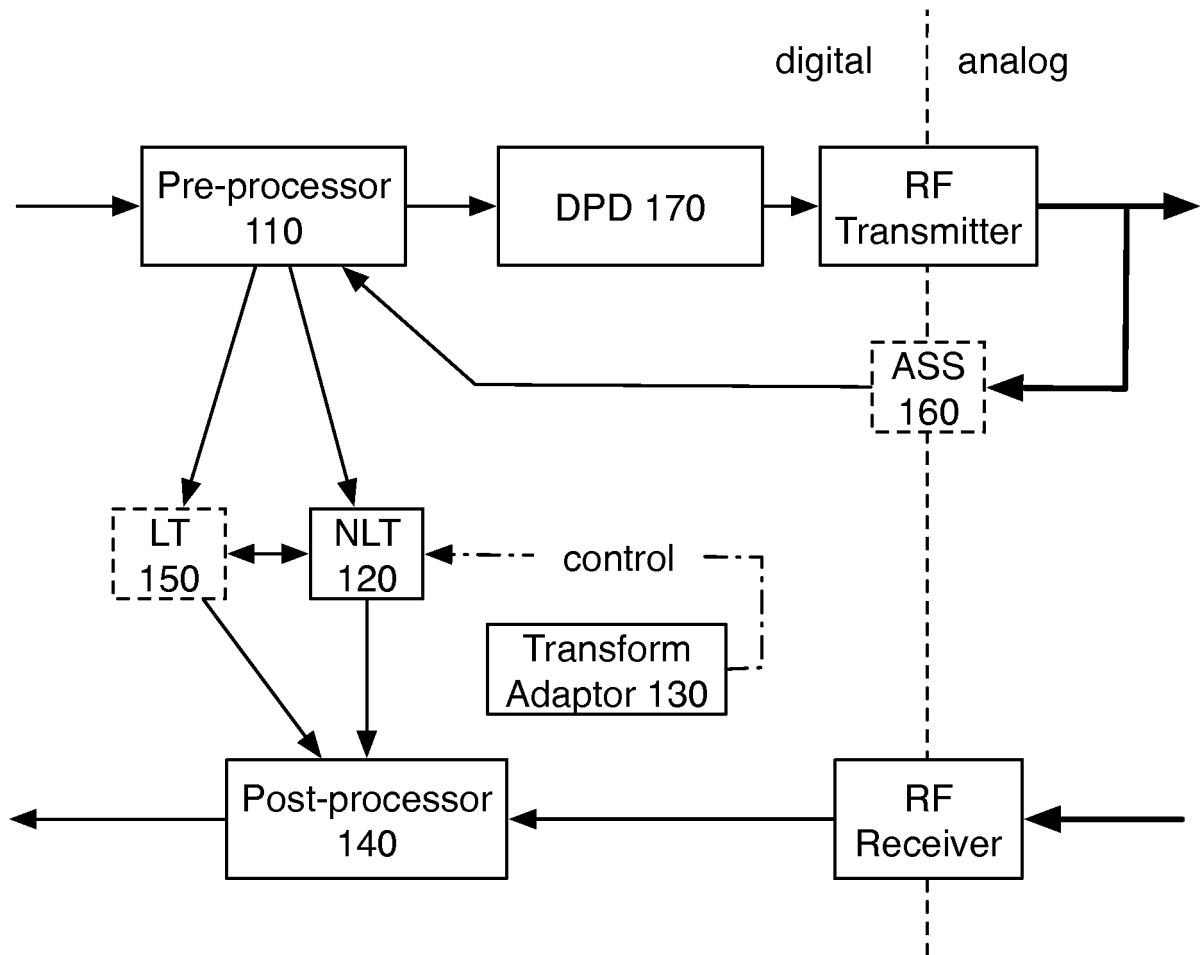 digital
analog
Pre-processor
110
DPD 170
RF
Transmitter
ASS
160
LT
150
NLT
120
control
Transform
Adaptor 130
Post-processor
140
RF
Receiver